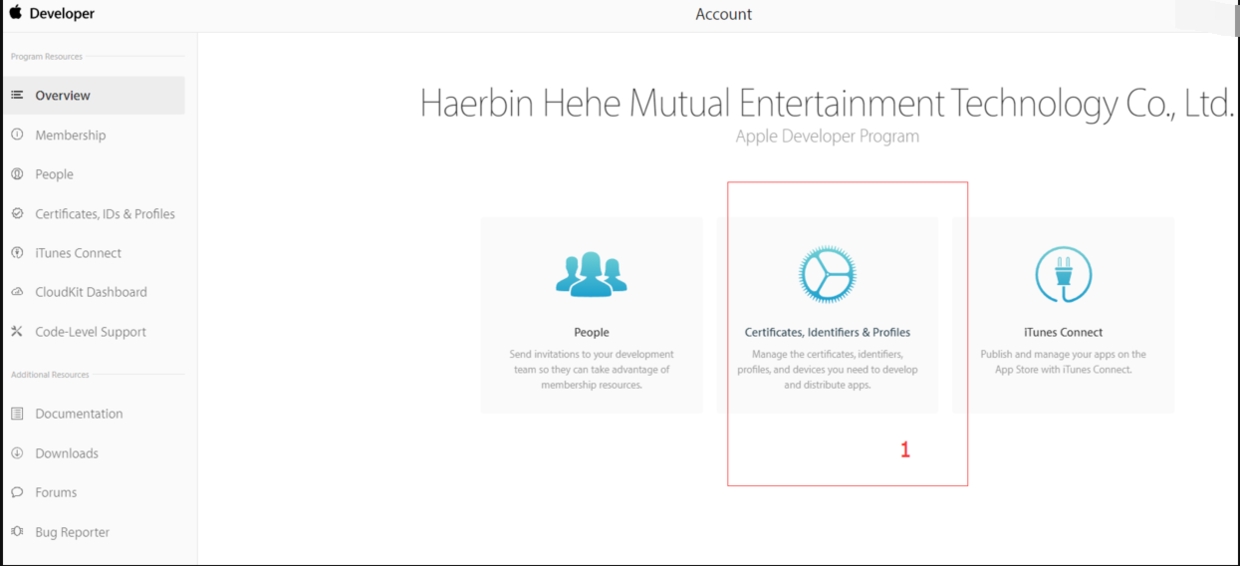 Developer
Account
Program Resources
Overview
Membership
People
Certificates, IDs & Profiles
iTunes Connect
CloudKit Dashboard
Code-Level Support
Additional Resources
Documentation
Downloads
Forums
Bug Reporter
Haerbin Hehe Mutual Entertainment Technology Co., Ltd.
Apple Developer Program
People
Send invitations to your development
team so they can take advantage of
membership resources.
Certificates, Identifiers & Profiles
Manage the certificates, identifiers,
profiles, and devices you need to develop
and distribute apps.
iTunes Connect
Publish and manage your apps on the
App Store with iTunes Connect.
1